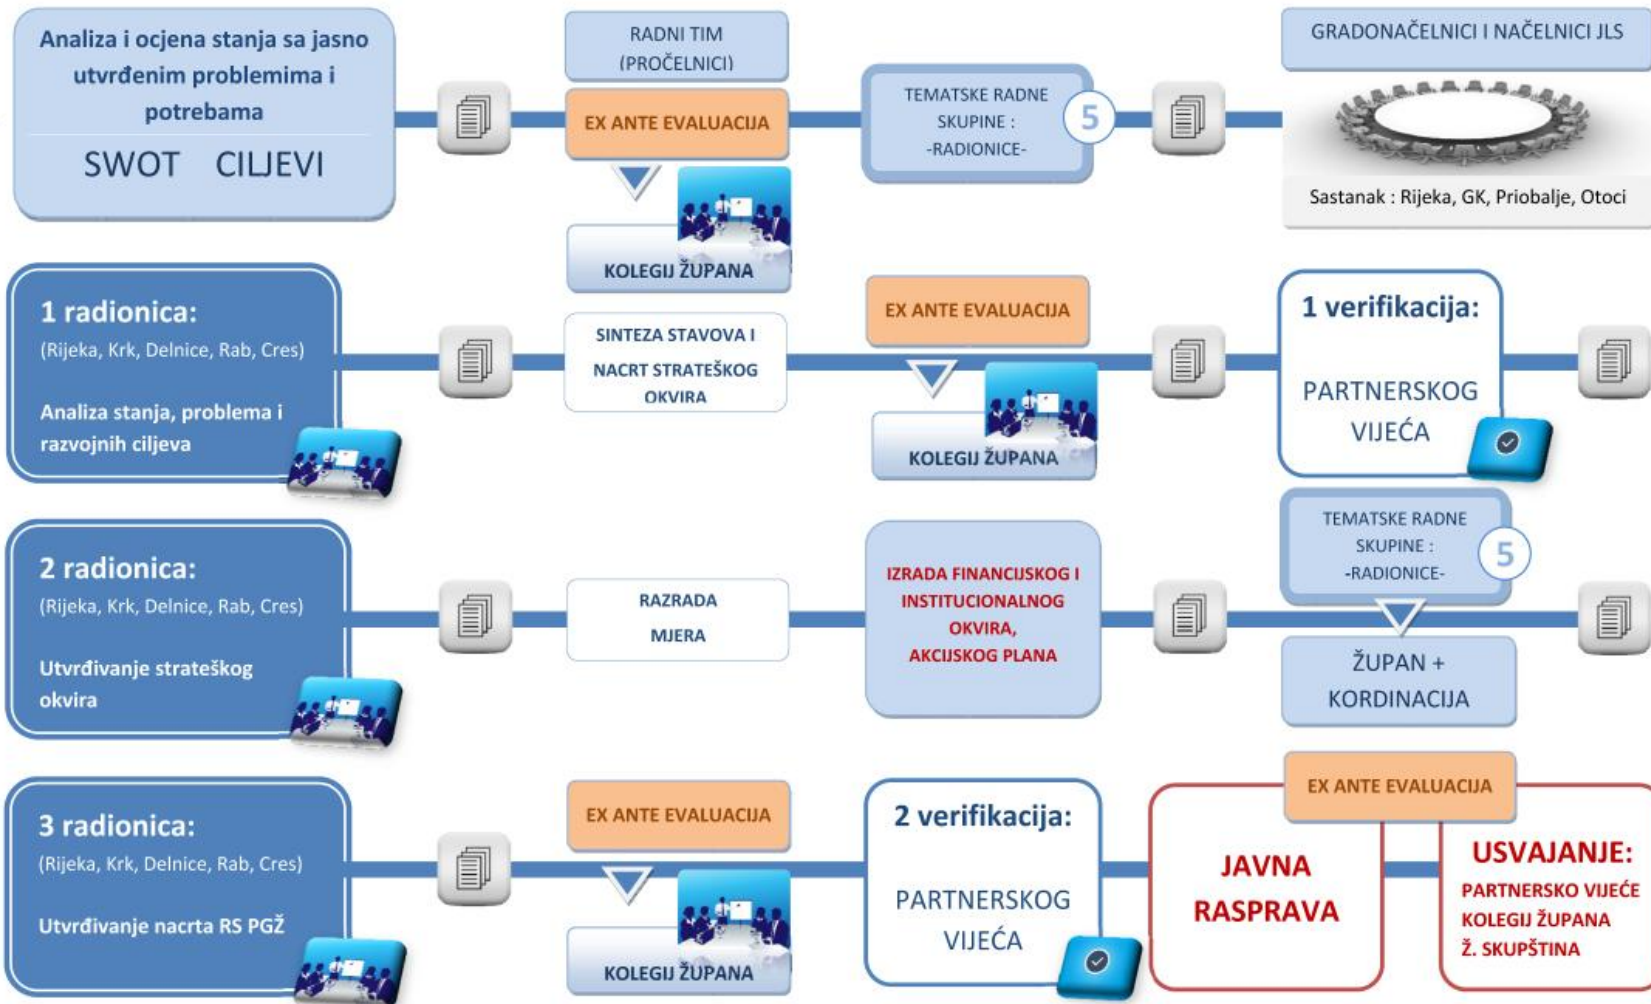 Analiza i ocjena stanja sa jasno
utvrđenim problemima i
potrebama
SWOT CILJEVI
RADNI TIM
(PROČELNICI)
EX ANTE EVALUACIJA
KOLEGIJ ŽUPANA
TEMATSKE RADNE
SKUPINE :
-RADIONICE-
5
GRADONAČELNICI I NAČELNICI JLS
Sastanak : Rijeka, GK, Priobalje, Otoci
1 radionica:
(Rijeka, Krk, Delnice, Rab, Cres)
Analiza stanja, problema i
razvojnih ciljeva
SINTEZA STAVOVA I
NACRT STRATEŠKOG
OKVIRA
EX ANTE EVALUACIJA
KOLEGIJ ŽUPANA
1 verifikacija:
PARTNERSKOG
VIJEĆA
2 radionica:
(Rijeka, Krk, Delnice, Rab, Cres)
Utvrđivanje strateškog
okvira
RAZRADA
MJERA
IZRADA FINANCIJSKOG I
INSTITUCIONALNOG
OKVIRA,
AKCIJSKOG PLANA
TEMATSKE RADNE
SKUPINE :
-RADIONICE-
5
ŽUPAN +
KORDINACIJA
3 radionica:
(Rijeka, Krk, Delnice, Rab, Cres)
Utvrđivanje nacrta RS PGŽ
EX ANTE EVALUACIJA
KOLEGIJ ŽUPANA
2 verifikacija:
PARTNERSKOG
VIJEĆA
EX ANTE EVALUACIJA
JAVNA
RASPRAVA
USVAJANJE:
PARTNERSKO VIJEĆE
KOLEGIJ ŽUPANA
Ž. SKUPŠTINA